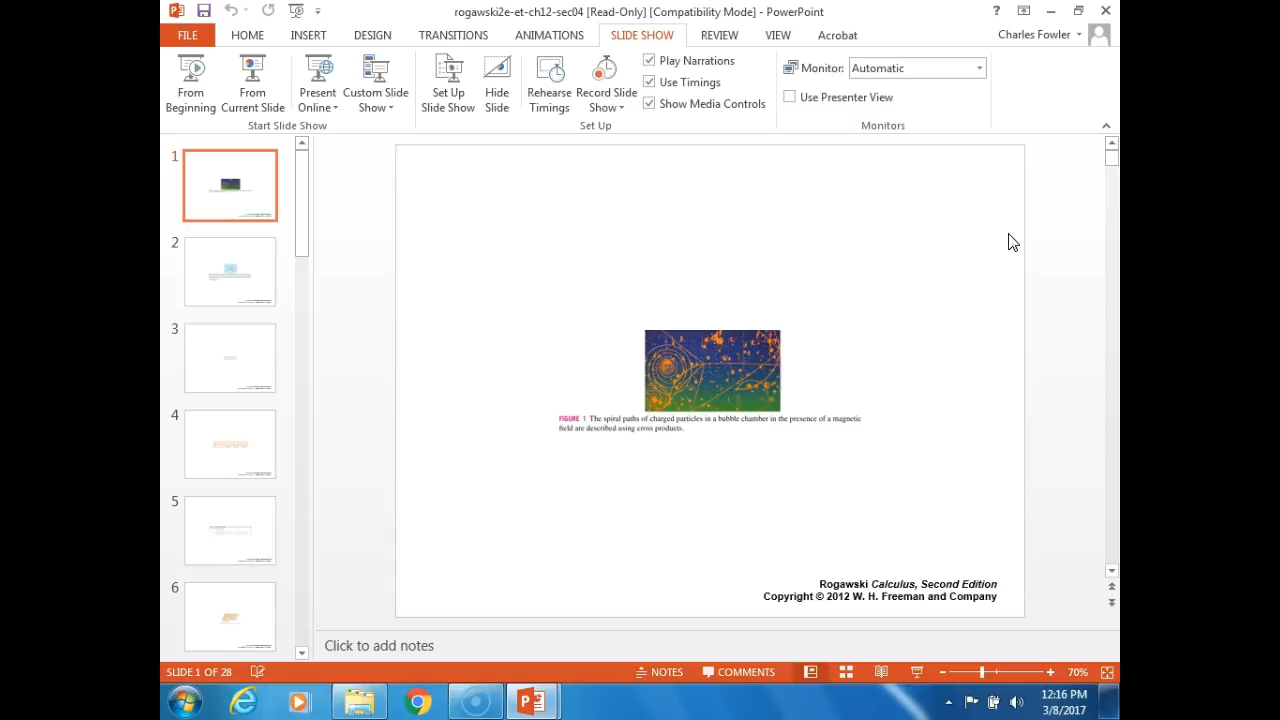 rogawski2e-et-ch12-sec04 [Read-Only] [Compatibility Mode] - PowerPoint
?
FILE HOME INSERT DESIGN TRANSITIONS ANIMATIONS SLIDE SHOW REVIEW VIEW Acrobat Charles Fowler
From Beginning
From Current Slide
Present Online
Custom Slide Show
Set Up Slide Show
Hide Slide
Rehearse Timings
Record Slide Show
Play Narrations
Use Timings
Show Media Controls
Monitor: Automatic
Use Presenter View
Start Slide Show Set Up Monitors
1
2
3
4
5
6
FIGURE 1 The spiral paths of charged particles in a bubble chamber in the presence of a magnetic
field are described using cross products.
Rogawski Calculus, Second Edition
Copyright © 2012 W. H. Freeman and Company
Click to add notes
SLIDE 1 OF 28 NOTES COMMENTS 70%
12:16 PM
3/8/2017